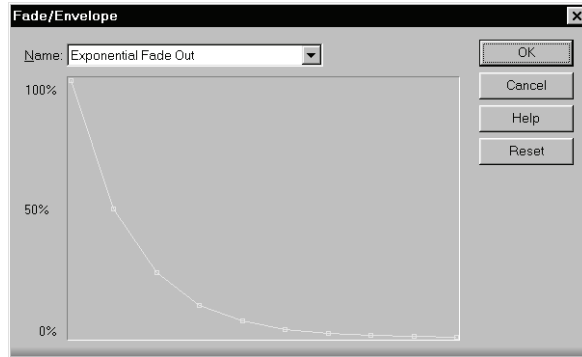 Fade/Envelope
Name: Exponential Fade Out
OK
100%
Cancel
Help
Reset
50%
0%